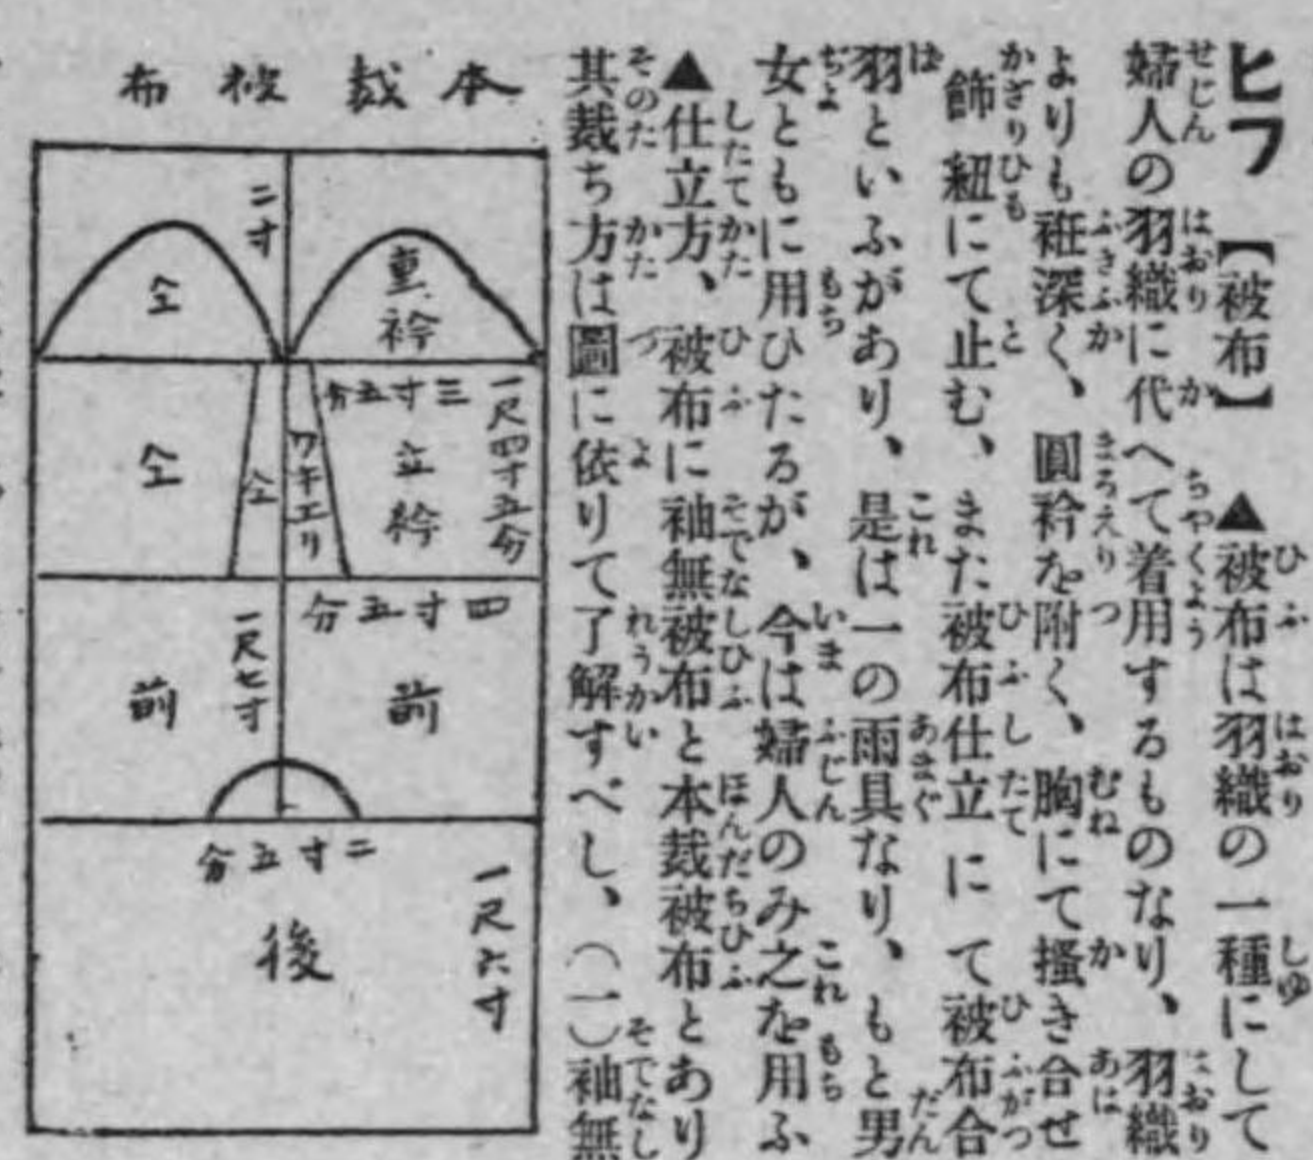 ヒフ【被布】▲被布は羽織の一種にして
婦人の羽織に代へて着用するものなり、羽織
よりも袵深く、圓衿を附く、胸にて搔き合せ
飾紐にて止む、また被布仕立にて被布合
羽といふがあり、是は一の雨具なり、もと男
女ともに用ひたるが、今は婦人のみ之を用ふ
▲仕立方、被布に袖無被布と本裁被布とあり
其裁ち方は圖に依りて了解すべし、(一)袖無
本裁被布
二寸
重衿
仝
三寸五分
一尺四寸五分
立衿
ワキエリ
仝
仝
四寸五分
一尺七寸
前
前
二寸五分
一尺六寸
後